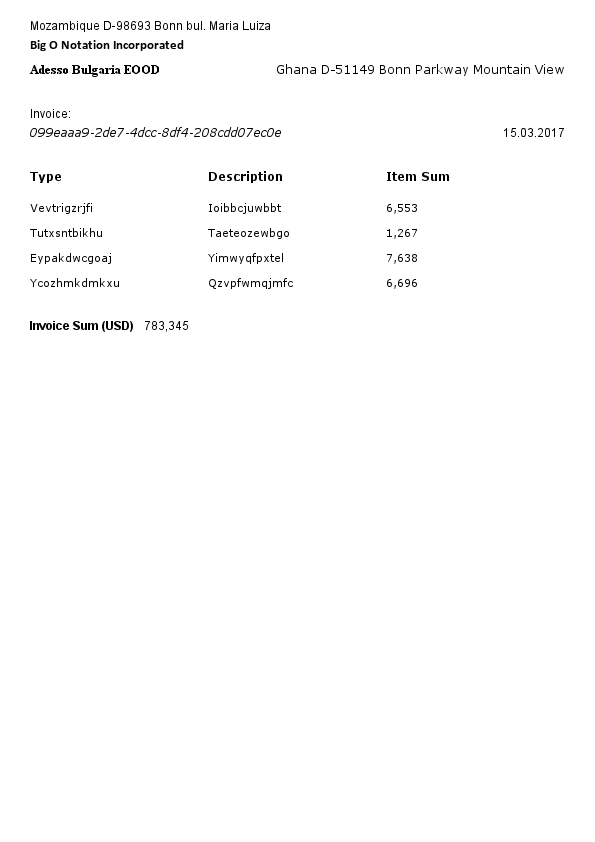 Mozambique D-98693 Bonn bul. Maria Luiza
Big O Notation Incorporated
Adesso Bulgaria EOOD Ghana D-51149 Bonn Parkway Mountain View
Invoice:
099eaaa9-2de7-4dcc-8df4-208cdd07ec0e 15.03.2017
Type Description Item Sum
Vevtrigzrjfi Ioibbcjuwbbt 6,553
Tutxsntbikhu Taeteozewbgo 1,267
Eypakdwcgoaj Yimwyqfpxtel 7,638
Ycozhmkdmkxu Qzvpfwmqjmfc 6,696
Invoice Sum (USD) 783,345